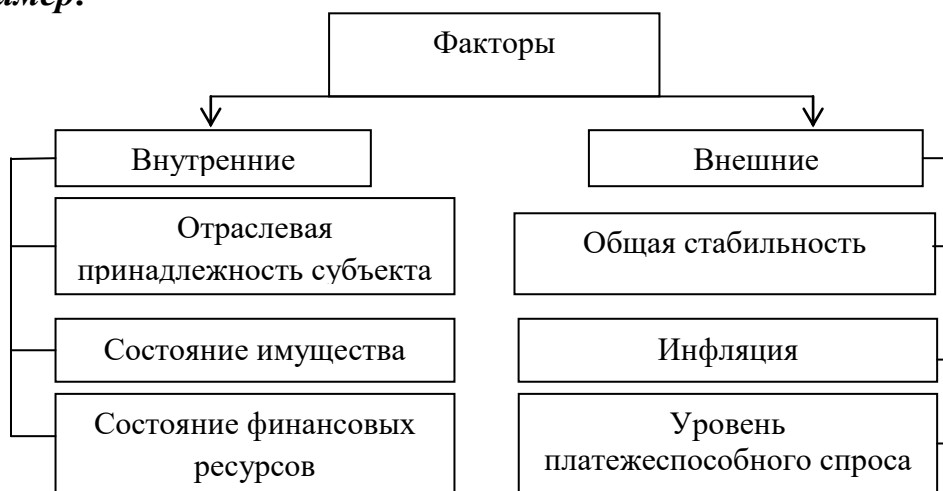 Факторы
Внутренние
Внешние
Отраслевая
принадлежность субъекта
Общая стабильность
Состояние имущества
Инфляция
Состояние финансовых
ресурсов
Уровень
платежеспособного спроса